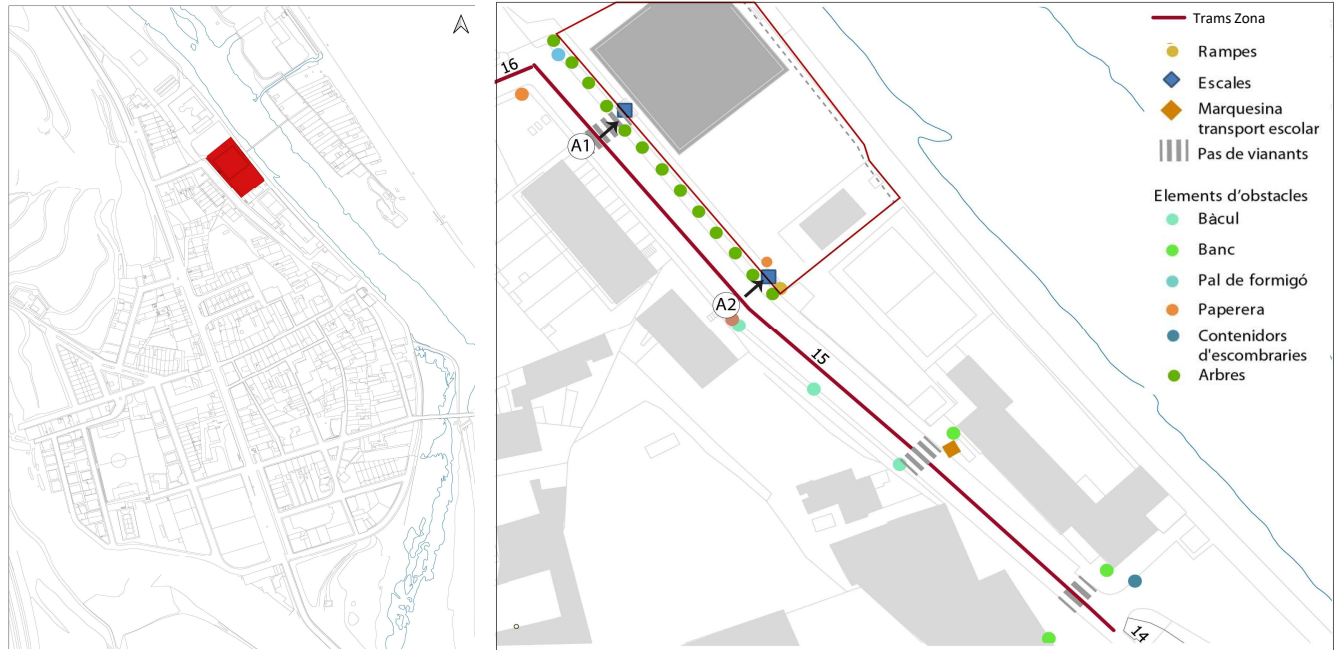 16
A1
A2
15
14
Trams Zona
Rampes
Escales
Marquesina
transport escolar
Pas de vianants
Elements d'obstacles
Bàcul
Banc
Pal de formigó
Paperera
Contenidors
d'escombraries
Arbres